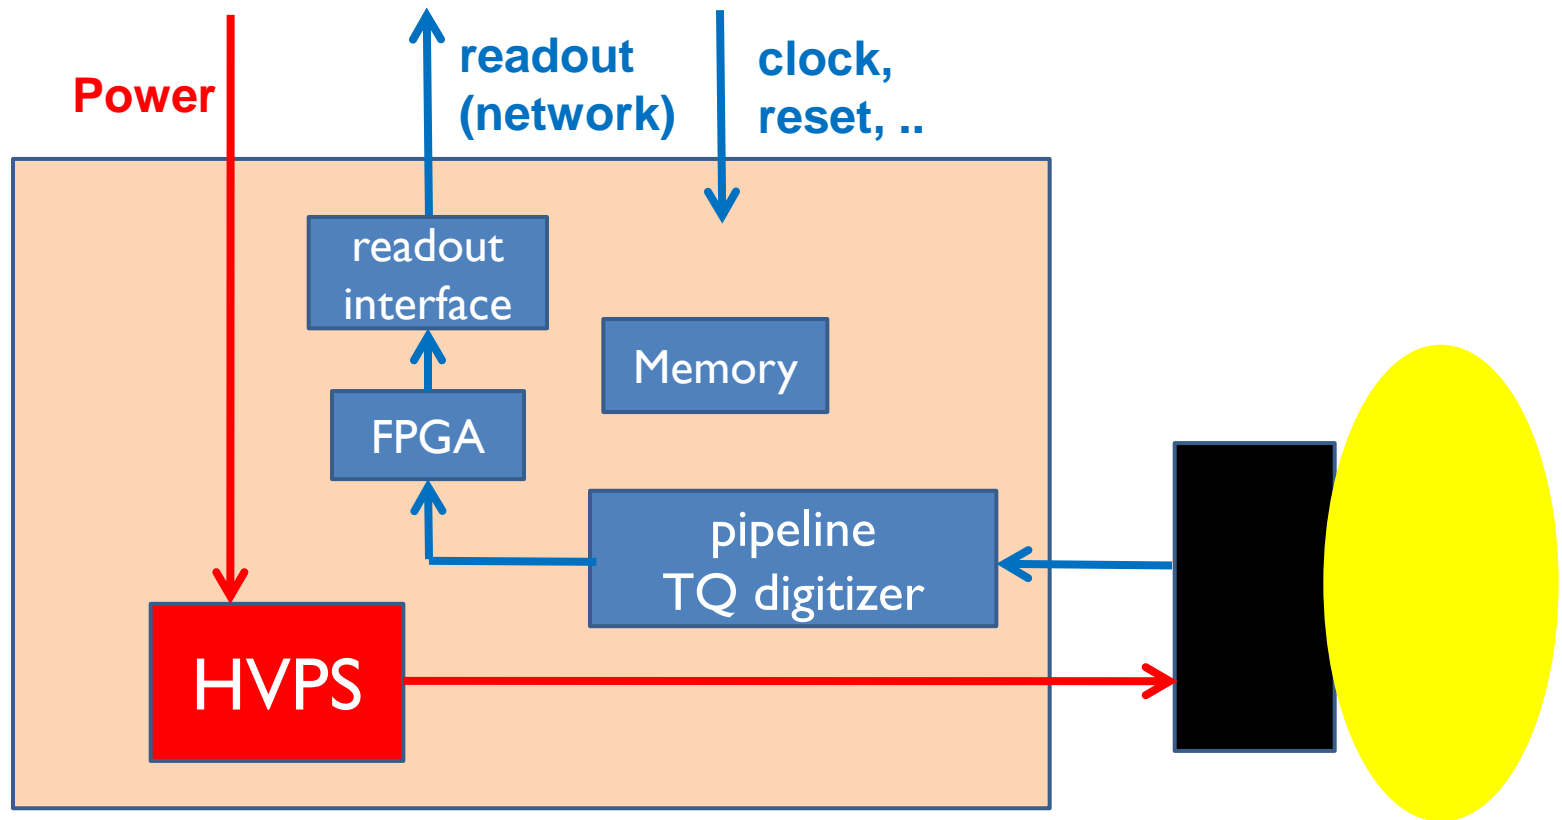 Power
readout
(network)
clock,
reset, ..
readout
interface
Memory
FPGA
pipeline
TQ digitizer
HVPS